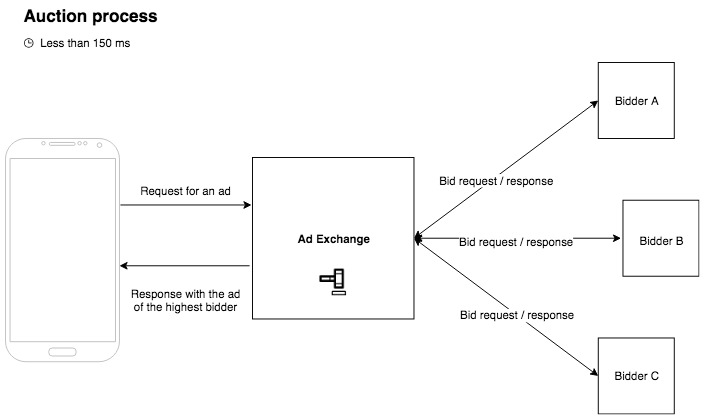 Auction process
Less than 150 ms
Bidder A
Bid request / response
Request for an ad
Ad Exchange
Bid request / response
Bidder B
Response with the ad
of the highest bidder
Bid request / response
Bidder C